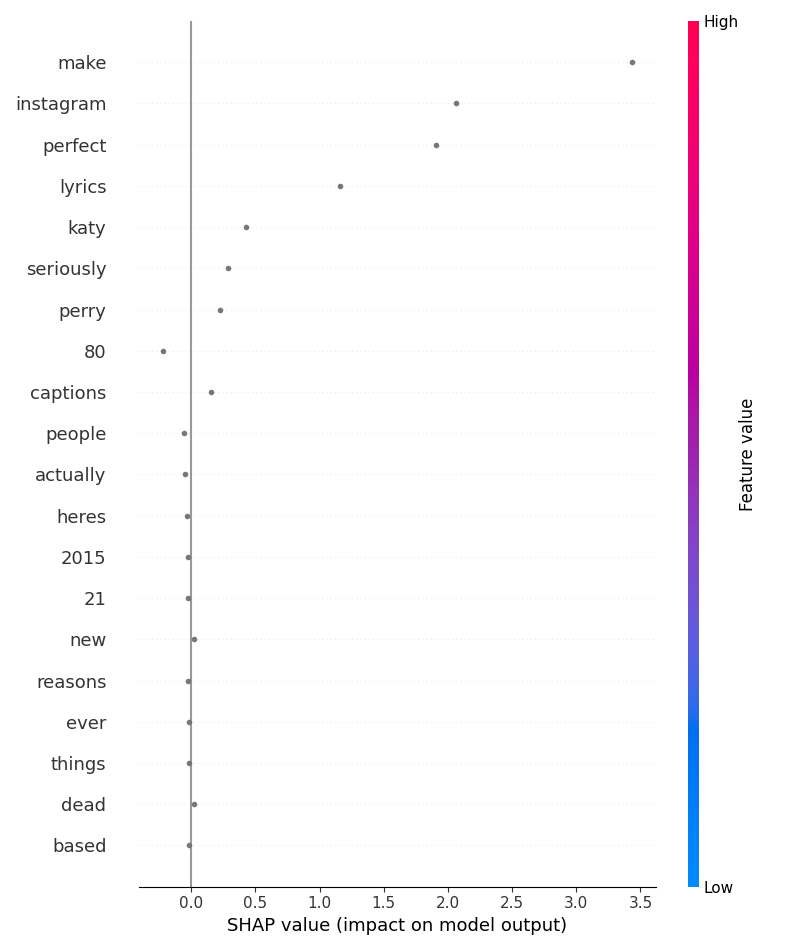 High
make
instagram
perfect
lyrics
katy
seriously
perry
80
captions
people
actually
heres
2015
21
new
reasons
ever
things
dead
based
Feature value
Low
0.0 0.5 1.0 1.5 2.0 2.5 3.0 3.5
SHAP value (impact on model output)